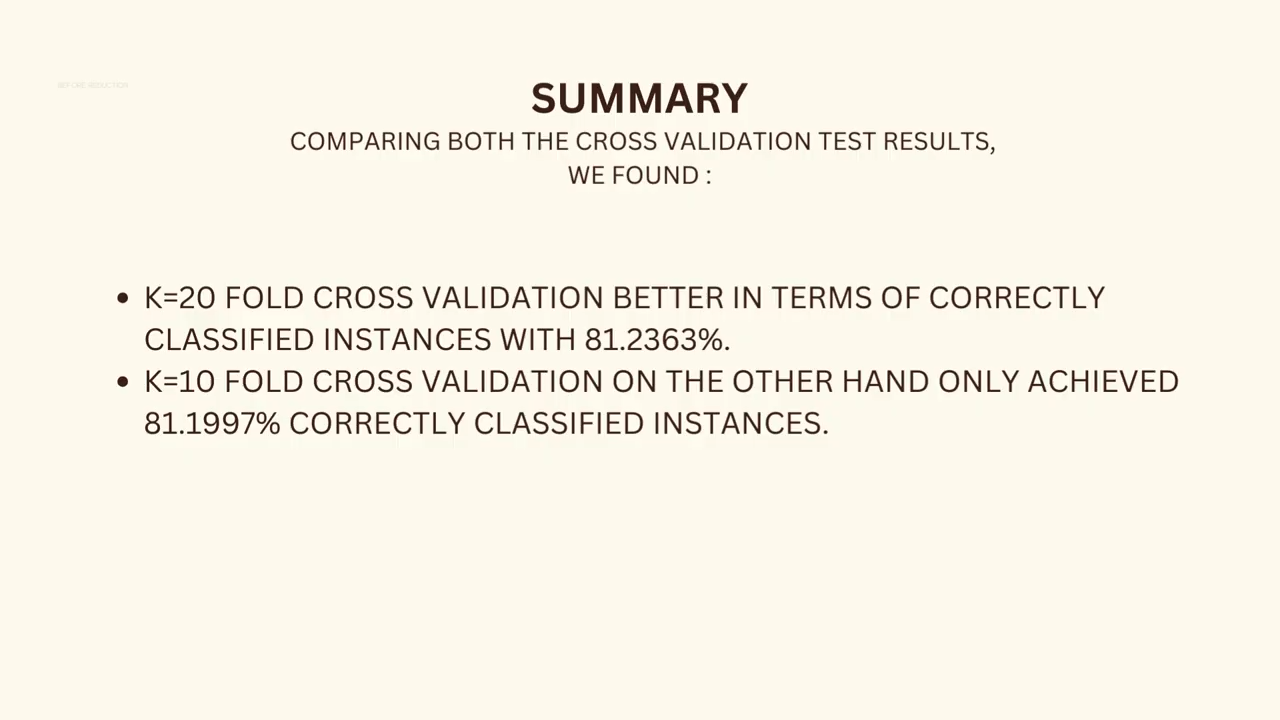 BEFORE REDUCTION
SUMMARY
COMPARING BOTH THE CROSS VALIDATION TEST RESULTS,
WE FOUND :
• K=20 FOLD CROSS VALIDATION BETTER IN TERMS OF CORRECTLY
CLASSIFIED INSTANCES WITH 81.2363%.
• K=10 FOLD CROSS VALIDATION ON THE OTHER HAND ONLY ACHIEVED
81.1997% CORRECTLY CLASSIFIED INSTANCES.